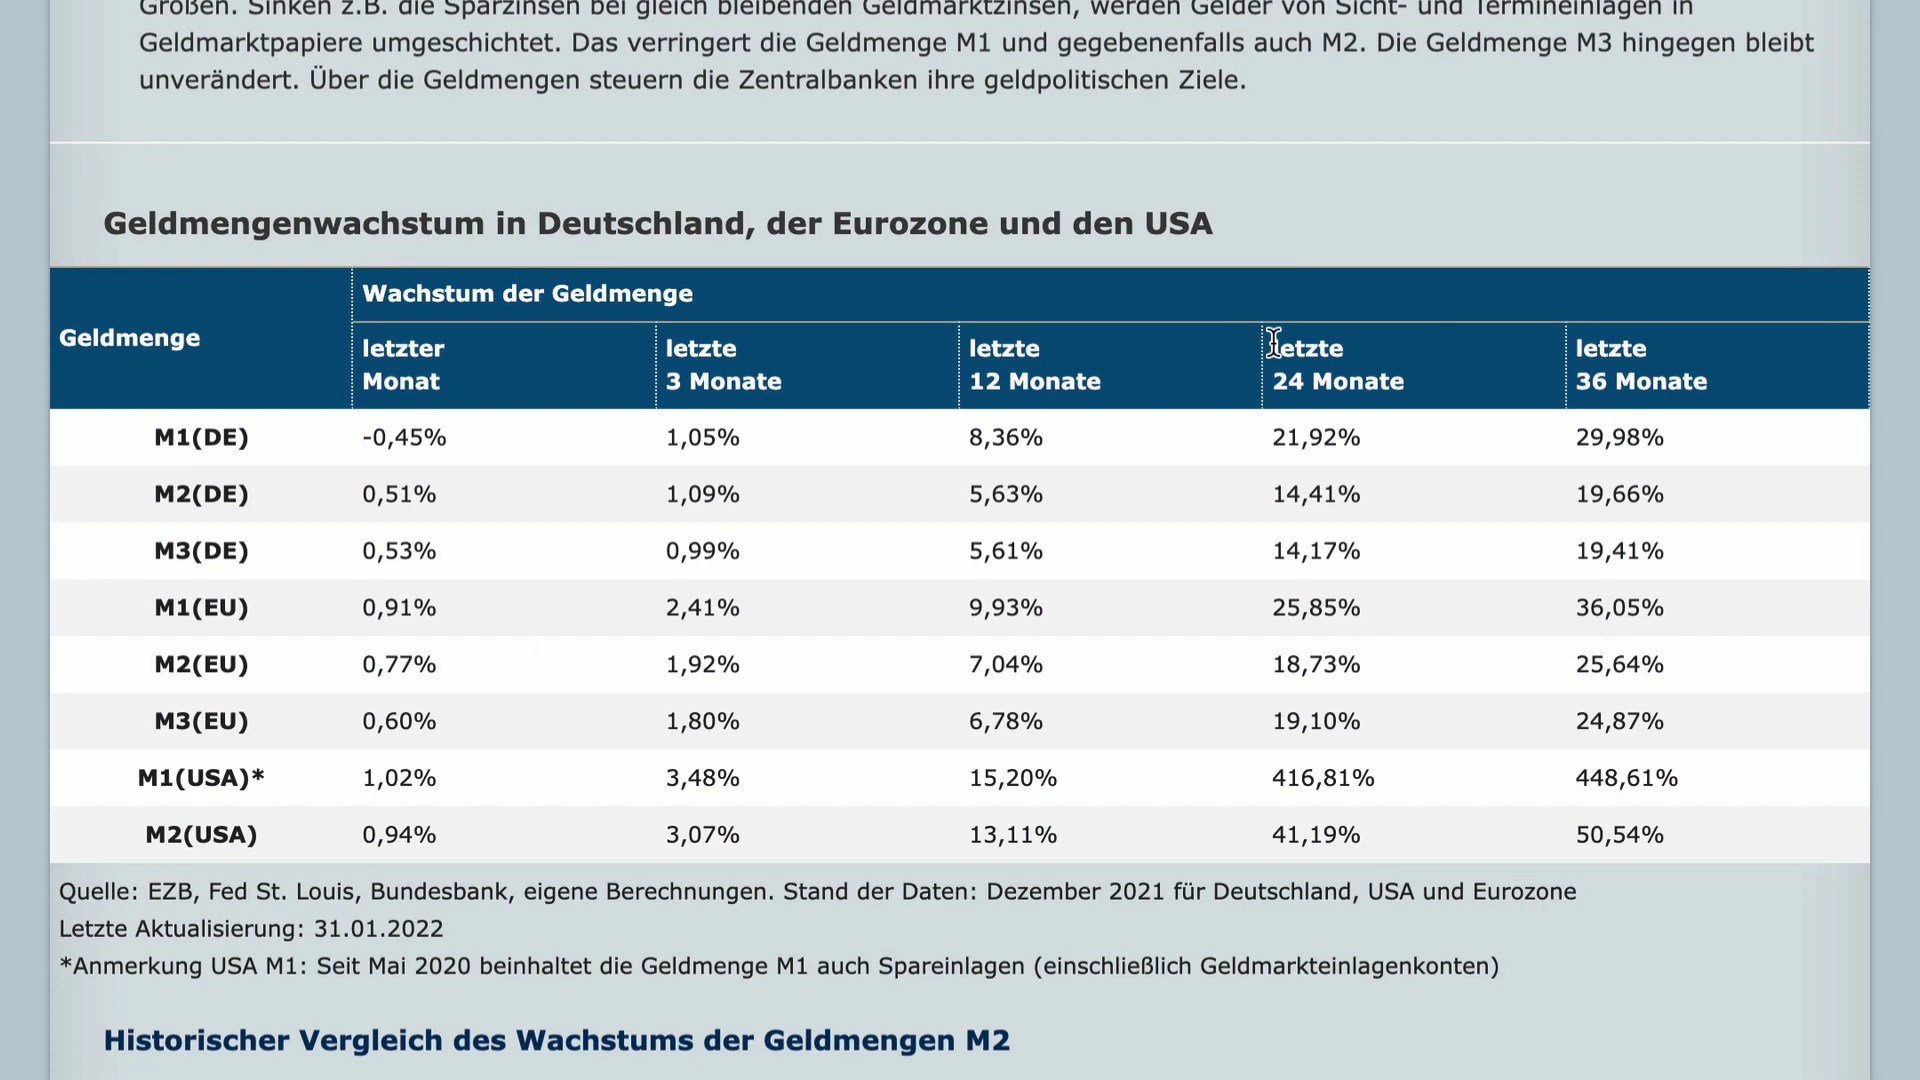 Größen. Sinken z.B. die Sparzinsen bei gleich bleibenden Geldmarktzinsen, werden Gelder von Sicht- und Termineinlagen in
Geldmarktpapiere umgeschichtet. Das verringert die Geldmenge M1 und gegebenenfalls auch M2. Die Geldmenge M3 hingegen bleibt
unverändert. Über die Geldmengen steuern die Zentralbanken ihre geldpolitischen Ziele.
Geldmengenwachstum in Deutschland, der Eurozone und den USA
Geldmenge
Wachstum der Geldmenge
letzter Monat
letzte 3 Monate
letzte 12 Monate
letzte 24 Monate
letzte 36 Monate
M1(DE) -0,45% 1,05% 8,36% 21,92% 29,98%
M2(DE) 0,51% 1,09% 5,63% 14,41% 19,66%
M3(DE) 0,53% 0,99% 5,61% 14,17% 19,41%
M1(EU) 0,91% 2,41% 9,93% 25,85% 36,05%
M2(EU) 0,77% 1,92% 7,04% 18,73% 25,64%
M3(EU) 0,60% 1,80% 6,78% 19,10% 24,87%
M1(USA)* 1,02% 3,48% 15,20% 416,81% 448,61%
M2(USA) 0,94% 3,07% 13,11% 41,19% 50,54%
Quelle: EZB, Fed St. Louis, Bundesbank, eigene Berechnungen. Stand der Daten: Dezember 2021 für Deutschland, USA und Eurozone
Letzte Aktualisierung: 31.01.2022
*Anmerkung USA M1: Seit Mai 2020 beinhaltet die Geldmenge M1 auch Spareinlagen (einschließlich Geldmarkteinlagenkonten)
Historischer Vergleich des Wachstums der Geldmengen M2